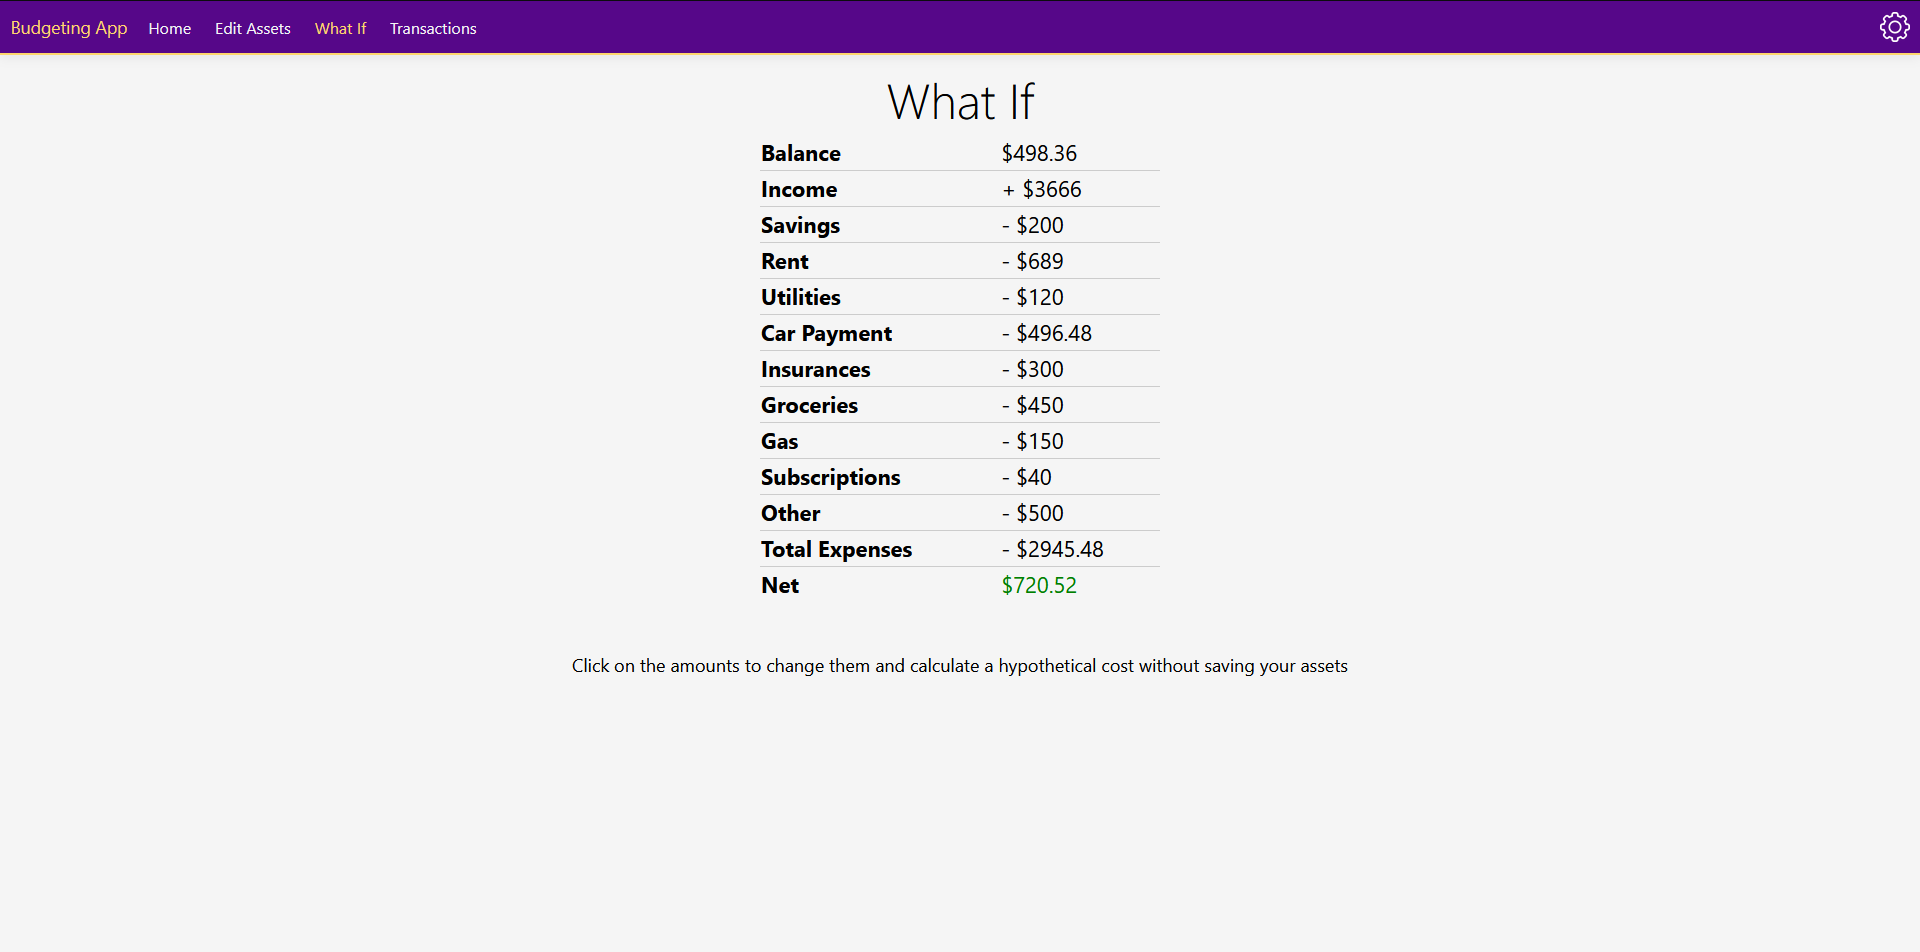 Budgeting App Home Edit Assets What If Transactions
What If
Balance $498.36
Income + $3666
Savings - $200
Rent - $689
Utilities - $120
Car Payment - $496.48
Insurances - $300
Groceries - $450
Gas - $150
Subscriptions - $40
Other - $500
Total Expenses - $2945.48
Net $720.52
Click on the amounts to change them and calculate a hypothetical cost without saving your assets